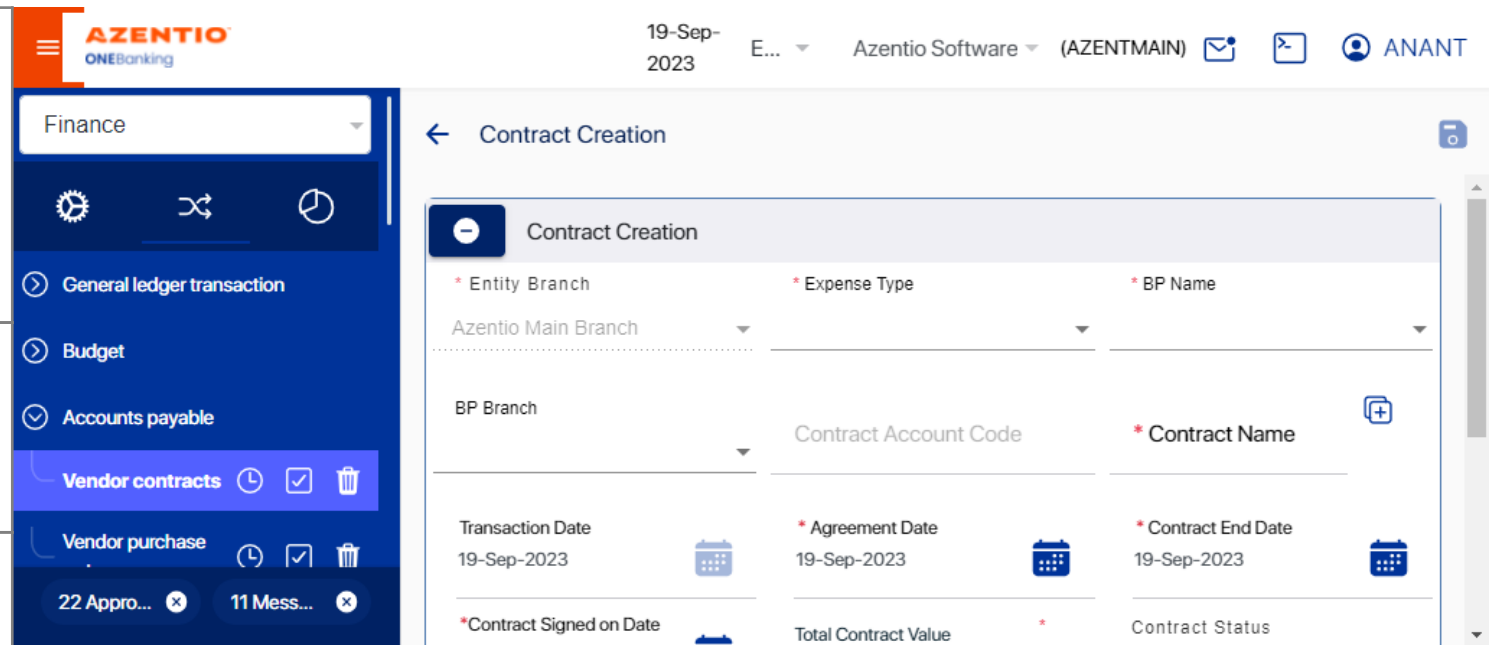 AZENTIO
ONEBanking
19-Sep-
2023
E...
Azentio Software
(AZENTMAIN)
ANANT
Finance
General ledger transaction
Budget
Accounts payable
Vendor contracts
Vendor purchase
22 Appro...
11 Mess...
Contract Creation
Contract Creation
* Entity Branch
* Expense Type
* BP Name
Azentio Main Branch
BP Branch
Contract Account Code
* Contract Name
Transaction Date
* Agreement Date
* Contract End Date
19-Sep-2023
19-Sep-2023
19-Sep-2023
*Contract Signed on Date
Total Contract Value *
Contract Status